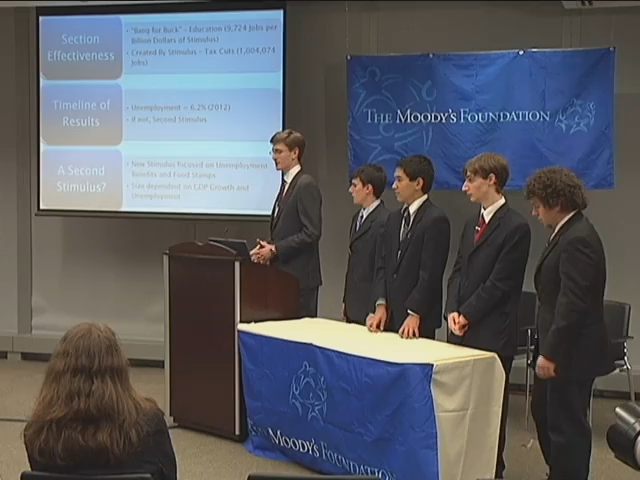 Section
Effectiveness
• "Bang for Buck" – Education (9,724 Jobs per
Billion Dollars of Stimulus)
• Created By Stimulus – Tax Cuts (1,004,074
Jobs)
Timeline of
Results
• Unemployment – 6.2% (2012)
• If not, Second Stimulus
A Second
Stimulus?
• New Stimulus focused on Unemployment
Benefits and Food Stamps
• Size dependent on GDP Growth and
Unemployment
THE MOODY'S FOUNDATION
MOODY'S FOUNDATION